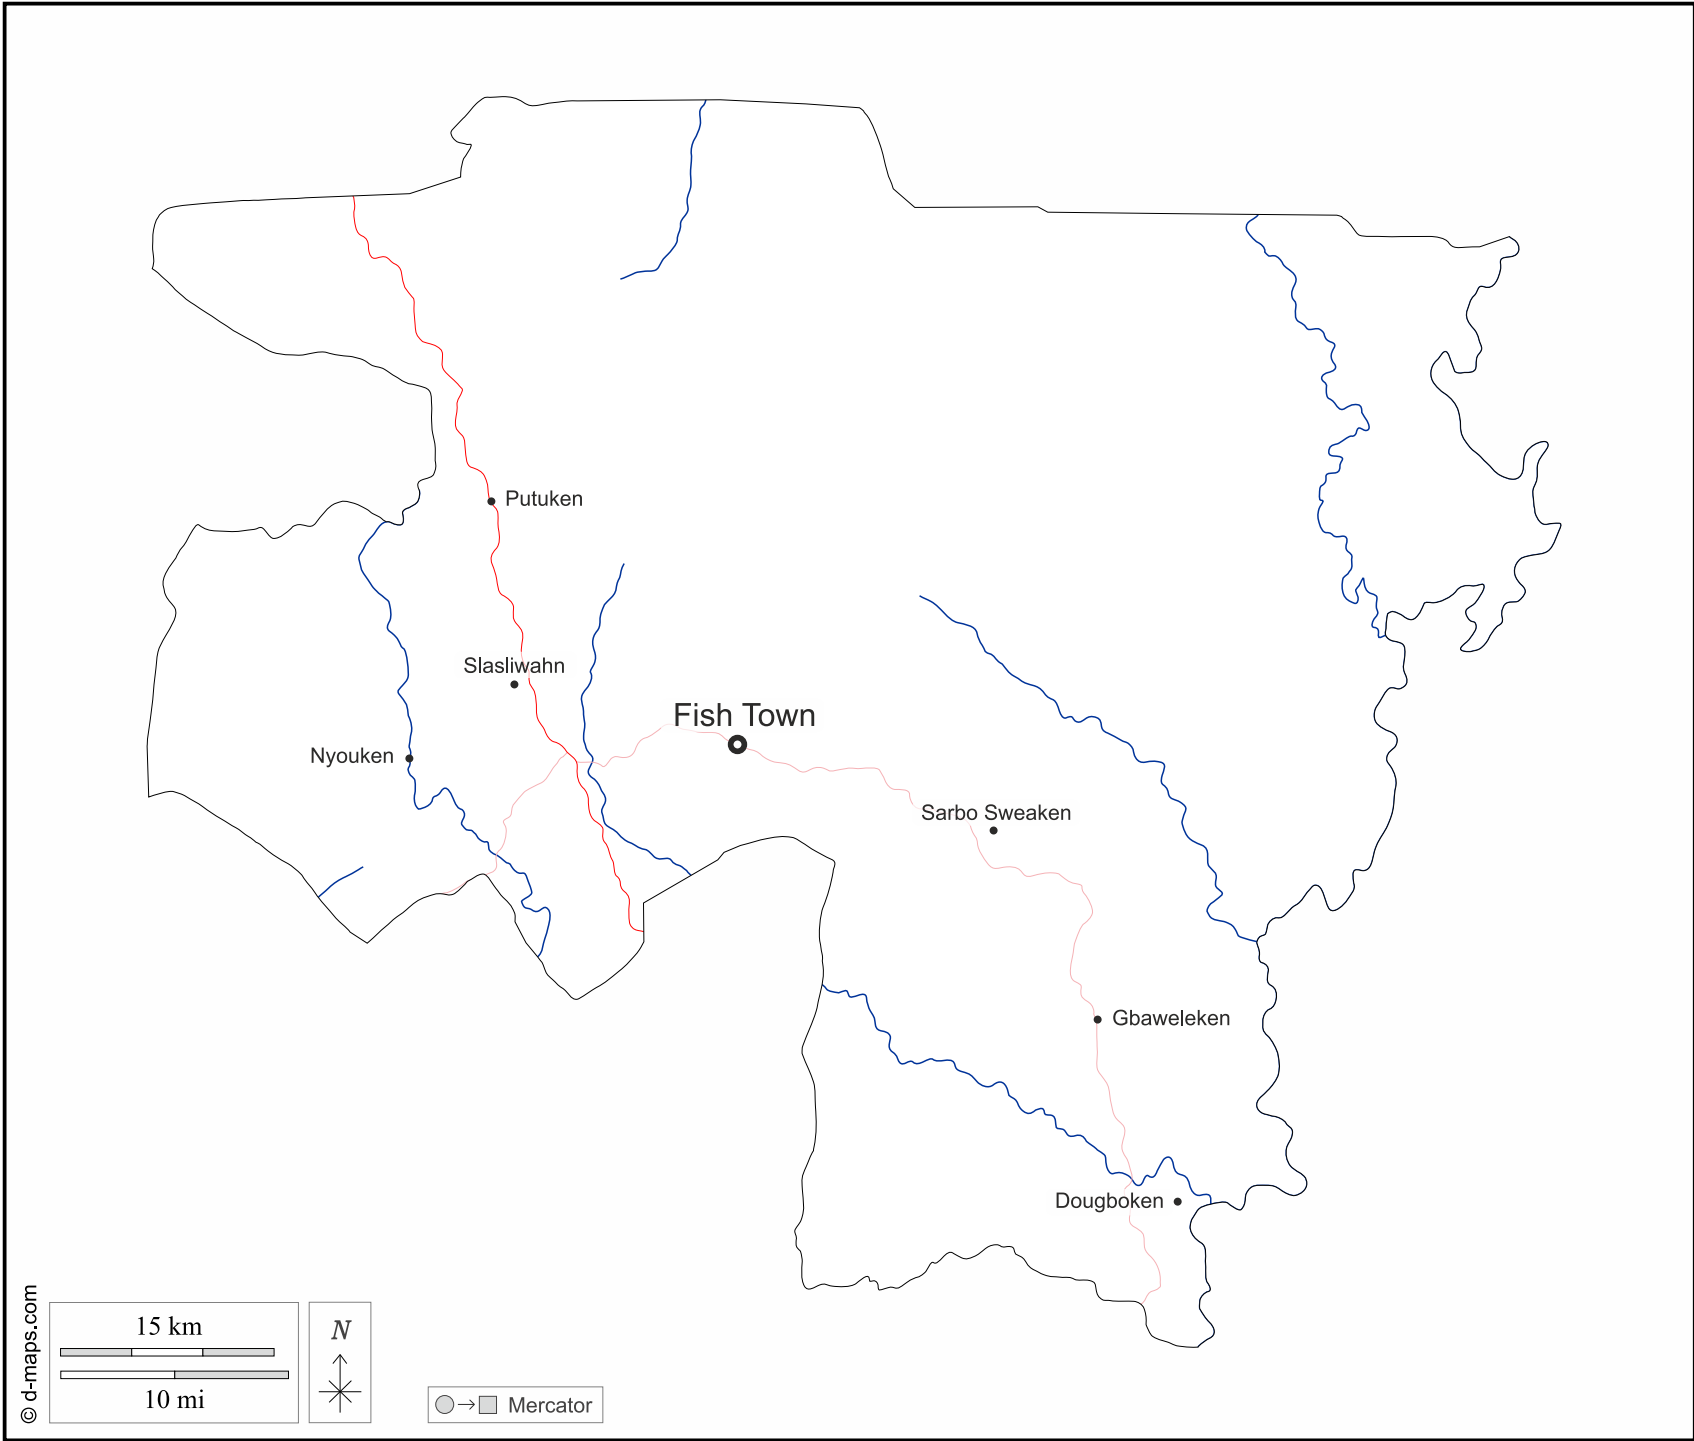 Putuken
Slasliwahn
Fish Town
Nyouken
Sarbo Sweaken
Gbaweleken
Dougboken
© d-maps.com
15 km
10 mi
N
Mercator